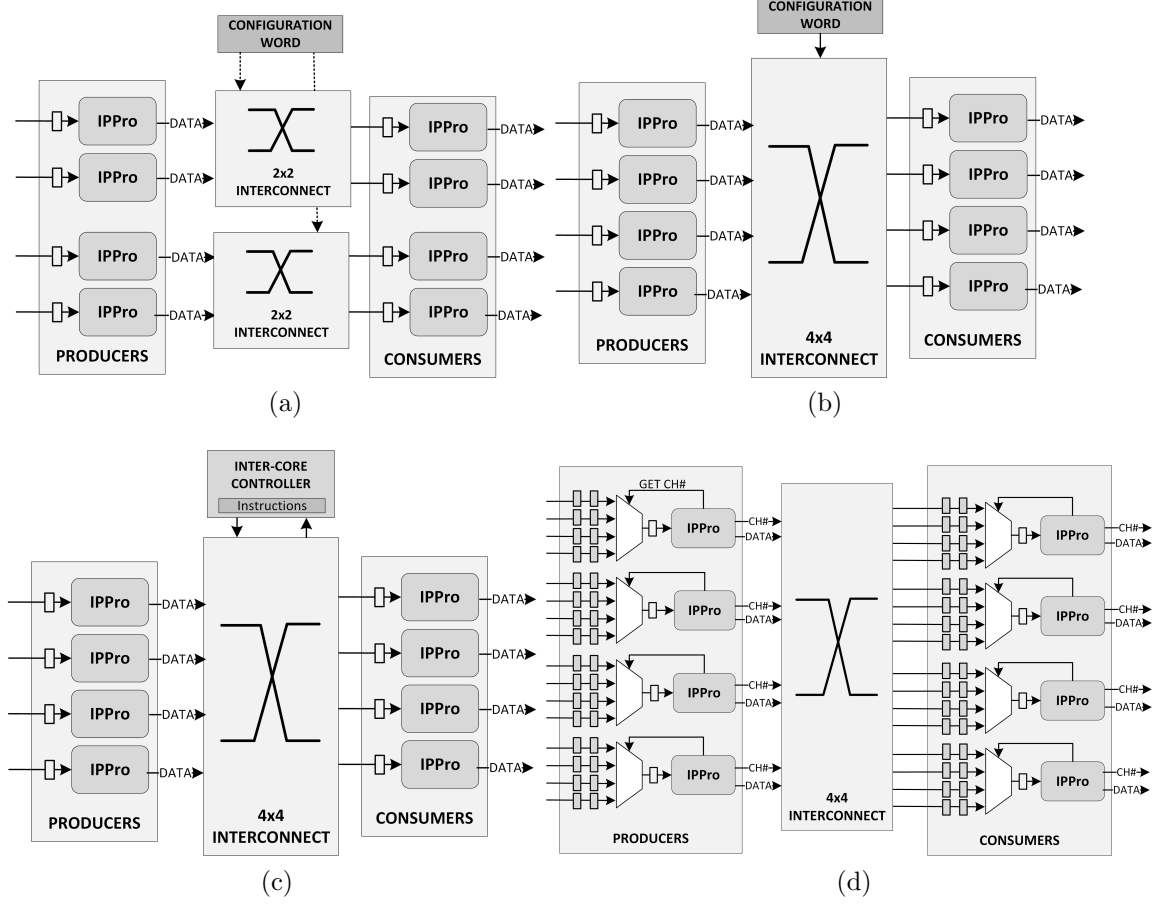 CONFIGURATION
WORD
IPPro
DATA
IPPro
DATA
IPPro
DATA
IPPro
DATA
PRODUCERS
2x2
INTERCONNECT
2x2
INTERCONNECT
IPPro
DATA
IPPro
DATA
IPPro
DATA
IPPro
DATA
CONSUMERS
(a)
CONFIGURATION
WORD
IPPro
DATA
IPPro
DATA
IPPro
DATA
IPPro
DATA
PRODUCERS
4x4
INTERCONNECT
IPPro
DATA
IPPro
DATA
IPPro
DATA
IPPro
DATA
CONSUMERS
(b)
INTER-CORE
CONTROLLER
Instructions
IPPro
DATA
IPPro
DATA
IPPro
DATA
IPPro
DATA
PRODUCERS
4x4
INTERCONNECT
IPPro
DATA
IPPro
DATA
IPPro
DATA
IPPro
DATA
CONSUMERS
(c)
GET CH#
IPPro
CH#
DATA
IPPro
CH#
DATA
IPPro
CH#
DATA
IPPro
CH#
DATA
PRODUCERS
4x4
INTERCONNECT
IPPro
CH#
DATA
IPPro
CH#
DATA
IPPro
CH#
DATA
IPPro
CH#
DATA
CONSUMERS
(d)